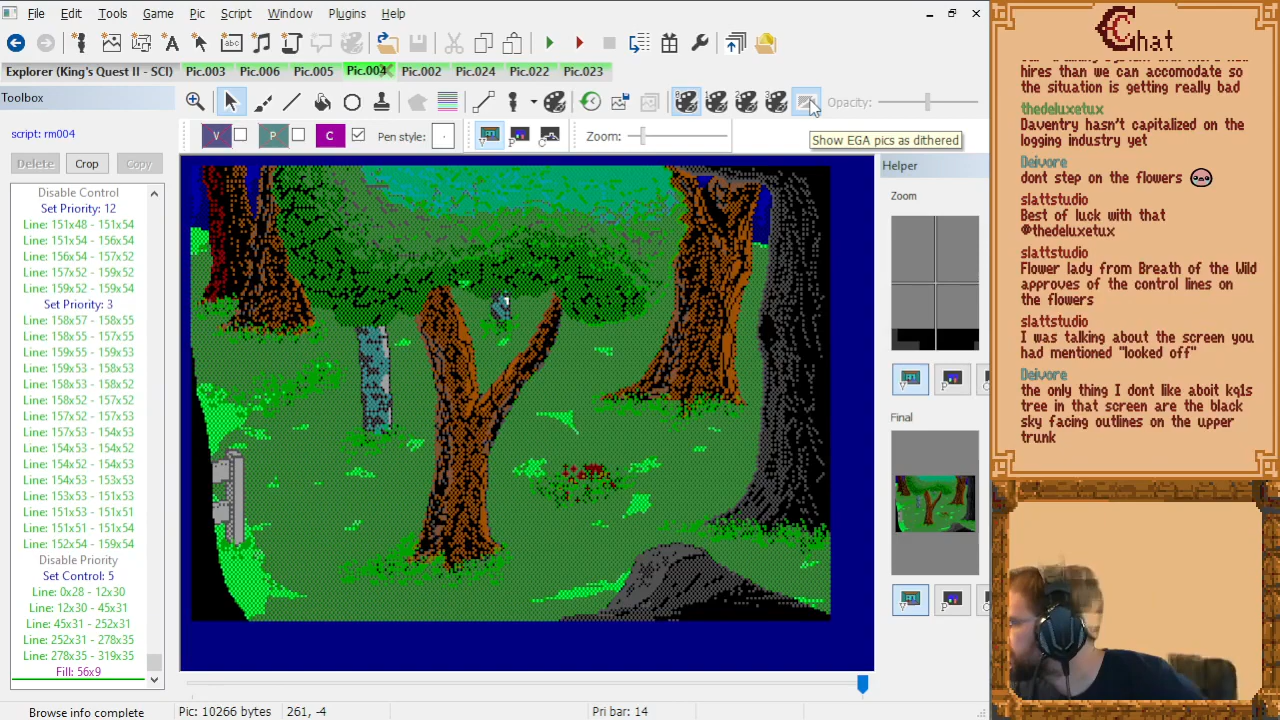 File Edit Tools Game Pic Script Window Plugins Help
Explorer (King's Quest II - SCI) Pic.003 Pic.006 Pic.005 Pic.004 Pic.002 Pic.024 Pic.022 Pic.023
Toolbox
Opacity:
script: rm004
V P C Pen style: Zoom:
Show EGA pics as dithered
Delete Crop Copy
Disable Control
Set Priority: 12
Line: 151x48 - 151x54
Line: 151x54 - 156x54
Line: 156x54 - 157x52
Line: 157x52 - 159x52
Line: 159x52 - 160x54
Set Priority: 3
Line: 158x57 - 158x55
Line: 158x55 - 159x55
Line: 159x55 - 159x53
Line: 159x53 - 158x53
Line: 158x53 - 158x52
Line: 158x52 - 157x52
Line: 157x52 - 157x53
Line: 157x53 - 154x53
Line: 154x53 - 154x52
Line: 154x52 - 154x53
Line: 154x53 - 153x53
Line: 153x53 - 153x51
Line: 153x51 - 151x51
Line: 151x51 - 151x54
Line: 152x54 - 159x54
Disable Priority
Set Control: 5
Line: 0x28 - 12x30
Line: 12x30 - 45x31
Line: 45x31 - 252x31
Line: 252x31 - 278x35
Line: 278x35 - 319x35
Fill: 56x9
Helper
Zoom
V P
Final
V P
Browse info complete Pic: 10266 bytes 261, -4 Pri bar: 14
Chat
hires than we can accomodate so
the situation is getting really bad
thedeluxetux
Daventry hasn't capitalized on the
logging industry yet
Deivore
dont step on the flowers
slattstudio
Best of luck with that
@thedeluxetux
slattstudio
Flower lady from Breath of the Wild
approves of the control lines on
the flowers
slattstudio
I was talking about the screen you
had mentioned "looked off"
Deivore
the only thing I dont like aboit kq1s
tree in that screen are the black
sky facing outlines on the upper
trunk